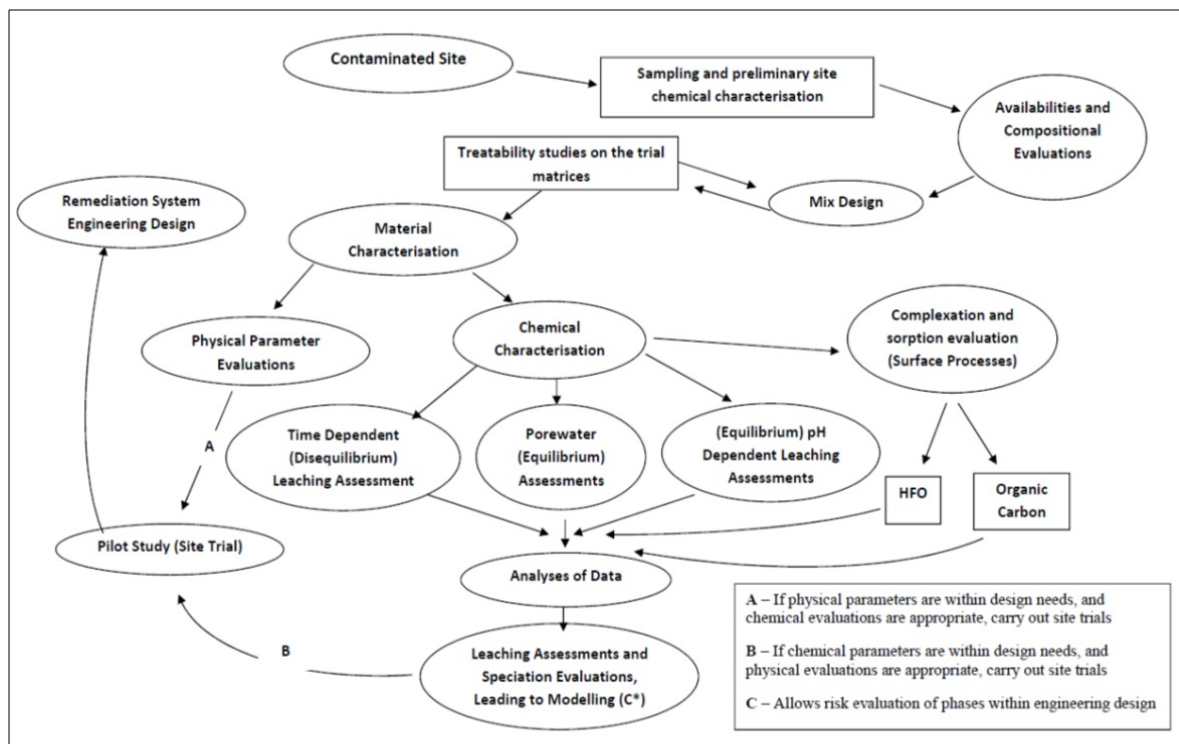 Contaminated Site
Sampling and preliminary site
chemical characterisation
Availabilities and
Compositional
Evaluations
Treatability studies on the trial
matrices
Mix Design
Remediation System
Engineering Design
Material
Characterisation
Physical Parameter
Evaluations
Chemical
Characterisation
Complexation and
sorption evaluation
(Surface Processes)
A
Time Dependent
(Disequilibrium)
Leaching Assessment
Porewater
(Equilibrium)
Assessments
(Equilibrium) pH
Dependent Leaching
Assessments
HFO
Organic
Carbon
Pilot Study (Site Trial)
Analyses of Data
B
Leaching Assessments and
Speciation Evaluations,
Leading to Modelling (C*)
A – If physical parameters are within design needs, and
chemical evaluations are appropriate, carry out site trials
B – If chemical parameters are within design needs, and
physical evaluations are appropriate, carry out site trials
C – Allows risk evaluation of phases within engineering design